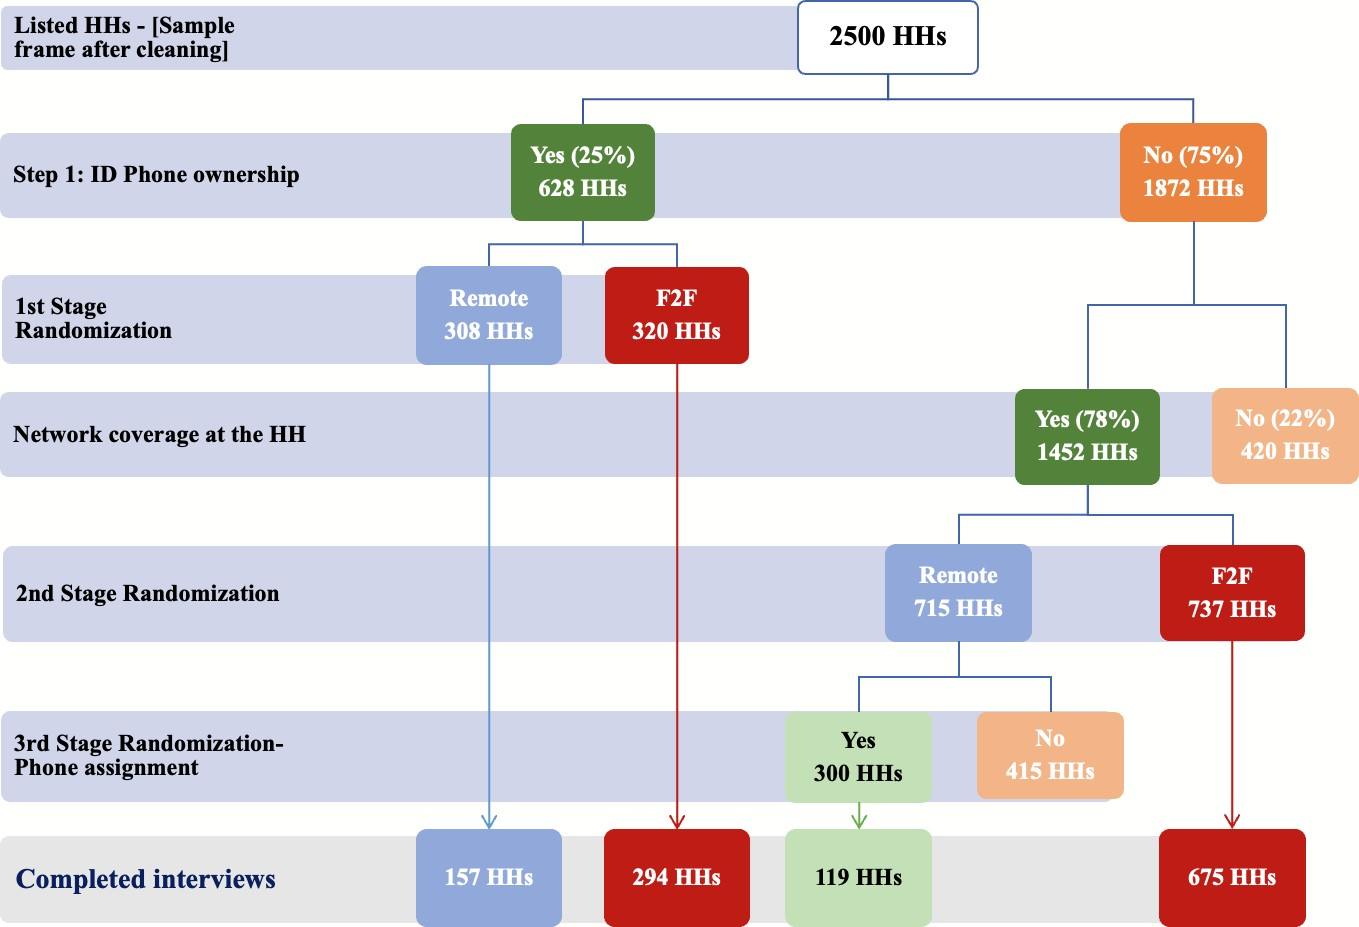 Listed HHs - [Sample
frame after cleaning]
2500 HHs
Step 1: ID Phone ownership
Yes (25%)
628 HHs
No (75%)
1872 HHs
1st Stage
Randomization
Remote
308 HHs
F2F
320 HHs
Network coverage at the HH
Yes (78%)
1452 HHs
No (22%)
420 HHs
2nd Stage Randomization
Remote
715 HHs
F2F
737 HHs
3rd Stage Randomization-
Phone assignment
Yes
300 HHs
No
415 HHs
Completed interviews
157 HHs
294 HHs
119 HHs
675 HHs